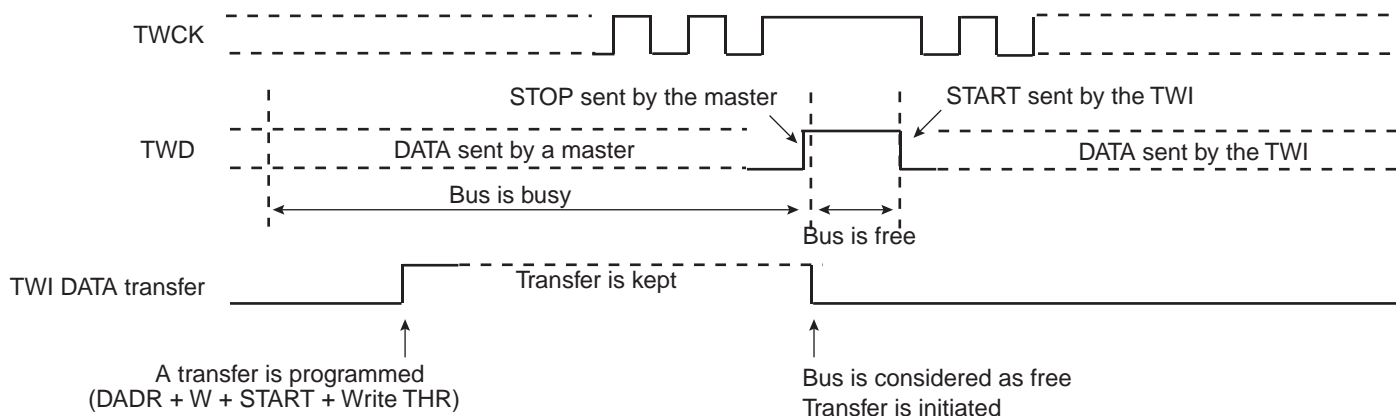 TWCK
STOP sent by the master
START sent by the TWI
TWD
DATA sent by a master
DATA sent by the TWI
Bus is busy
Bus is free
TWI DATA transfer
Transfer is kept
A transfer is programmed
(DADR + W + START + Write THR)
Bus is considered as free
Transfer is initiated